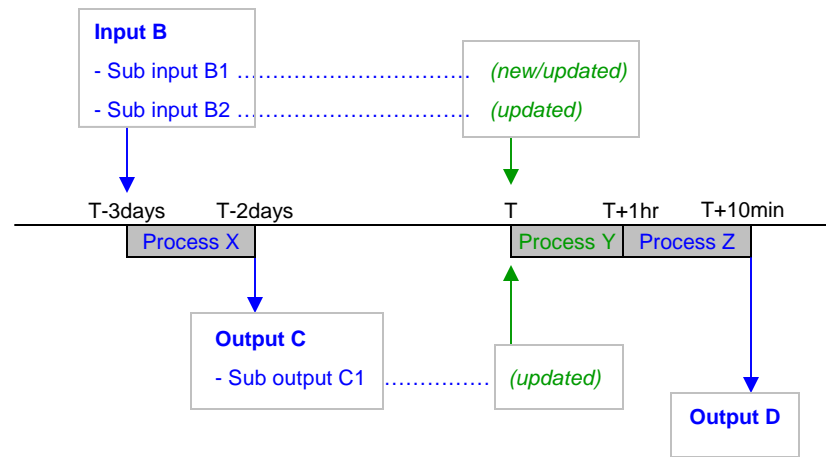 Input B
- Sub input B1 ................................ (new/updated)
- Sub input B2 ................................ (updated)
T-3days T-2days T T+1hr T+10min
Process X Process Y Process Z
Output C
- Sub output C1 ............... (updated)
Output D